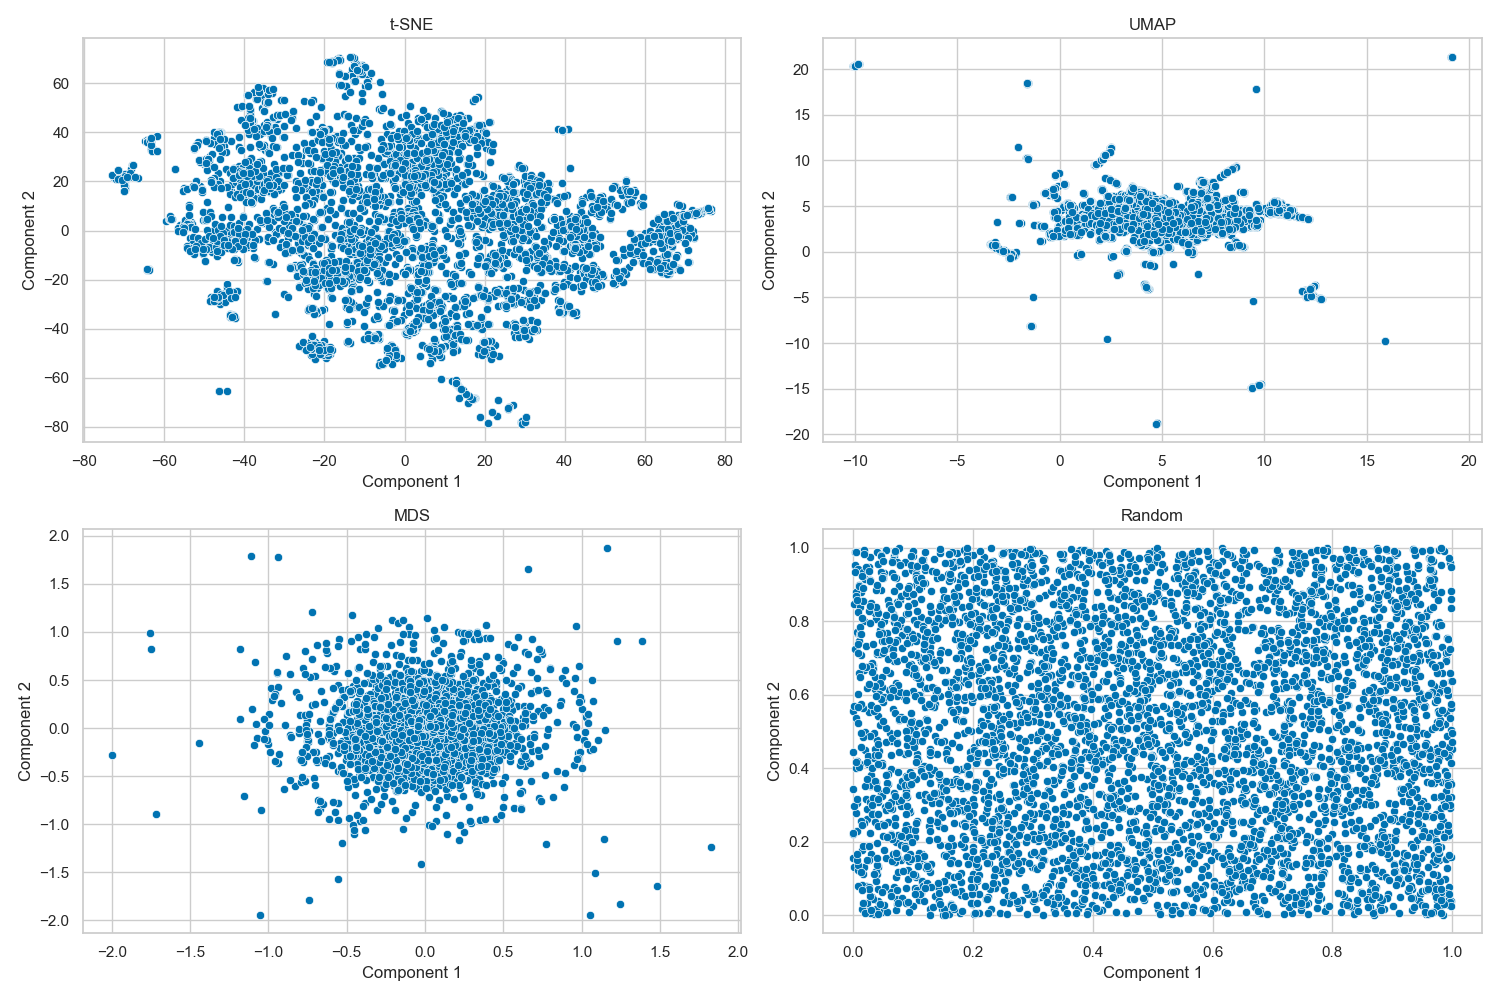 t-SNE
60
40
20
0
−20
−40
−60
−80
Component 2
−80 −60 −40 −20 0 20 40 60 80
Component 1
UMAP
20
15
10
5
0
−5
−10
−15
−20
Component 2
−10 −5 0 5 10 15 20
Component 1
MDS
2.0
1.5
1.0
0.5
0.0
−0.5
−1.0
−1.5
−2.0
Component 2
−2.0 −1.5 −1.0 −0.5 0.0 0.5 1.0 1.5 2.0
Component 1
Random
1.0
0.8
0.6
0.4
0.2
0.0
Component 2
0.0 0.2 0.4 0.6 0.8 1.0
Component 1